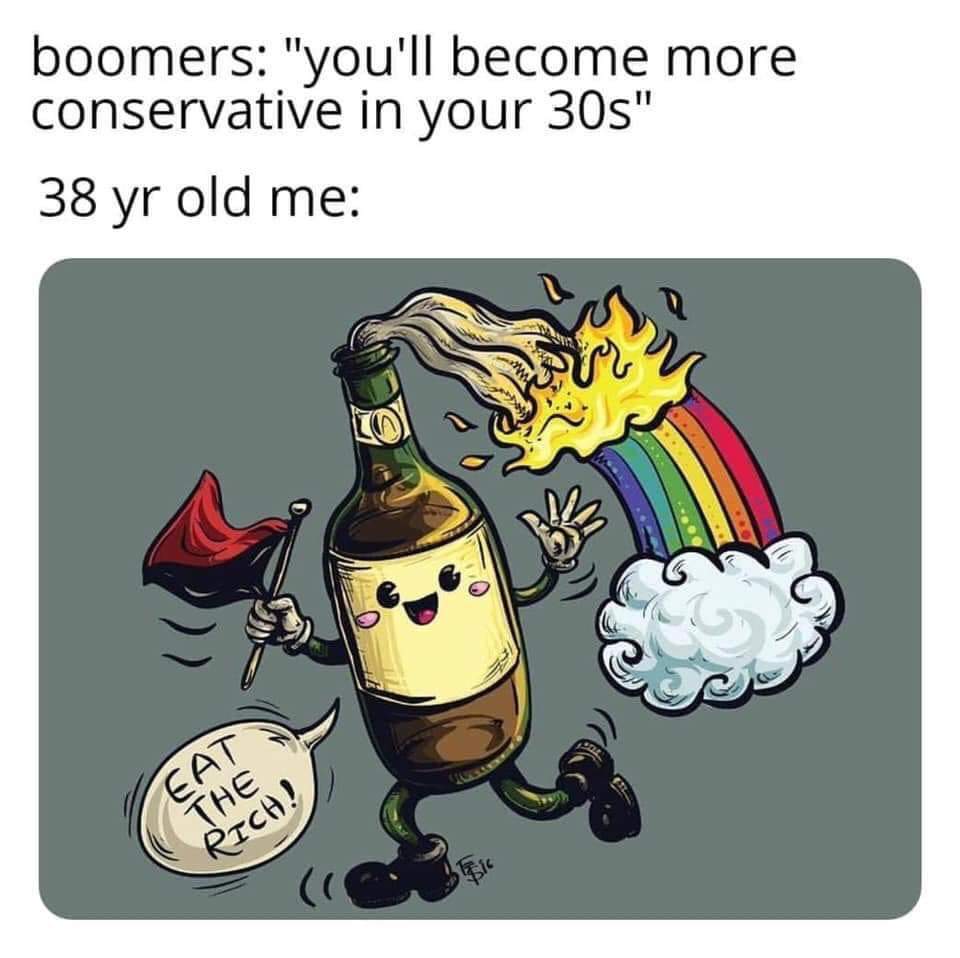 boomers: "you'll become more
conservative in your 30s"
38 yr old me:
EAT
THE
RICH!